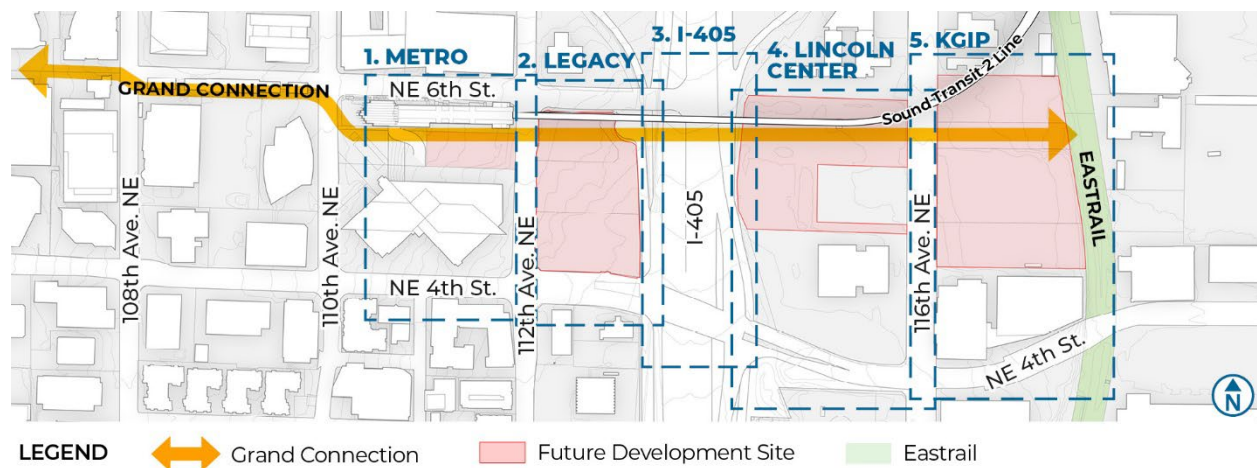 3. I-405
1. METRO
2. LEGACY
4. LINCOLN
CENTER
5. KGIP
NE 6th St.
GRAND CONNECTION
Sound Transit 2 Line
108th Ave. NE
110th Ave. NE
112th Ave. NE
I-405
116th Ave. NE
EASTRAIL
NE 4th St.
NE 4th St.
N
LEGEND
Grand Connection
Future Development Site
Eastrail